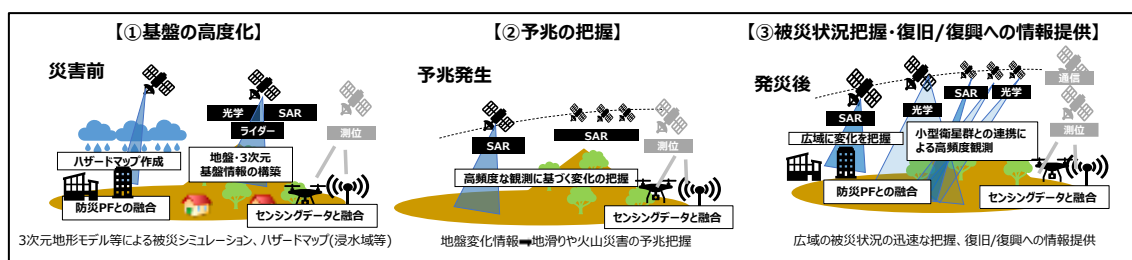 【①基盤の高度化】
災害前
光学
SAR
ライダー
測位
ハザードマップ作成
地盤・3次元
基盤情報の構築
防災PFとの融合
センシングデータと融合
3次元地形モデル等による被災シミュレーション、ハザードマップ(浸水域等)
【②予兆の把握】
予兆発生
SAR
SAR
測位
高頻度な観測に基づく変化の把握
センシングデータと融合
地盤変化情報➡地滑りや火山災害の予兆把握
【③被災状況把握・復旧/復興への情報提供】
発災後
通信
SAR
光学
SAR
光学
測位
広域に変化を把握
小型衛星群との連携に
よる高頻度観測
防災PFとの融合
センシングデータと融合
広域の被災状況の迅速な把握、復旧/復興への情報提供